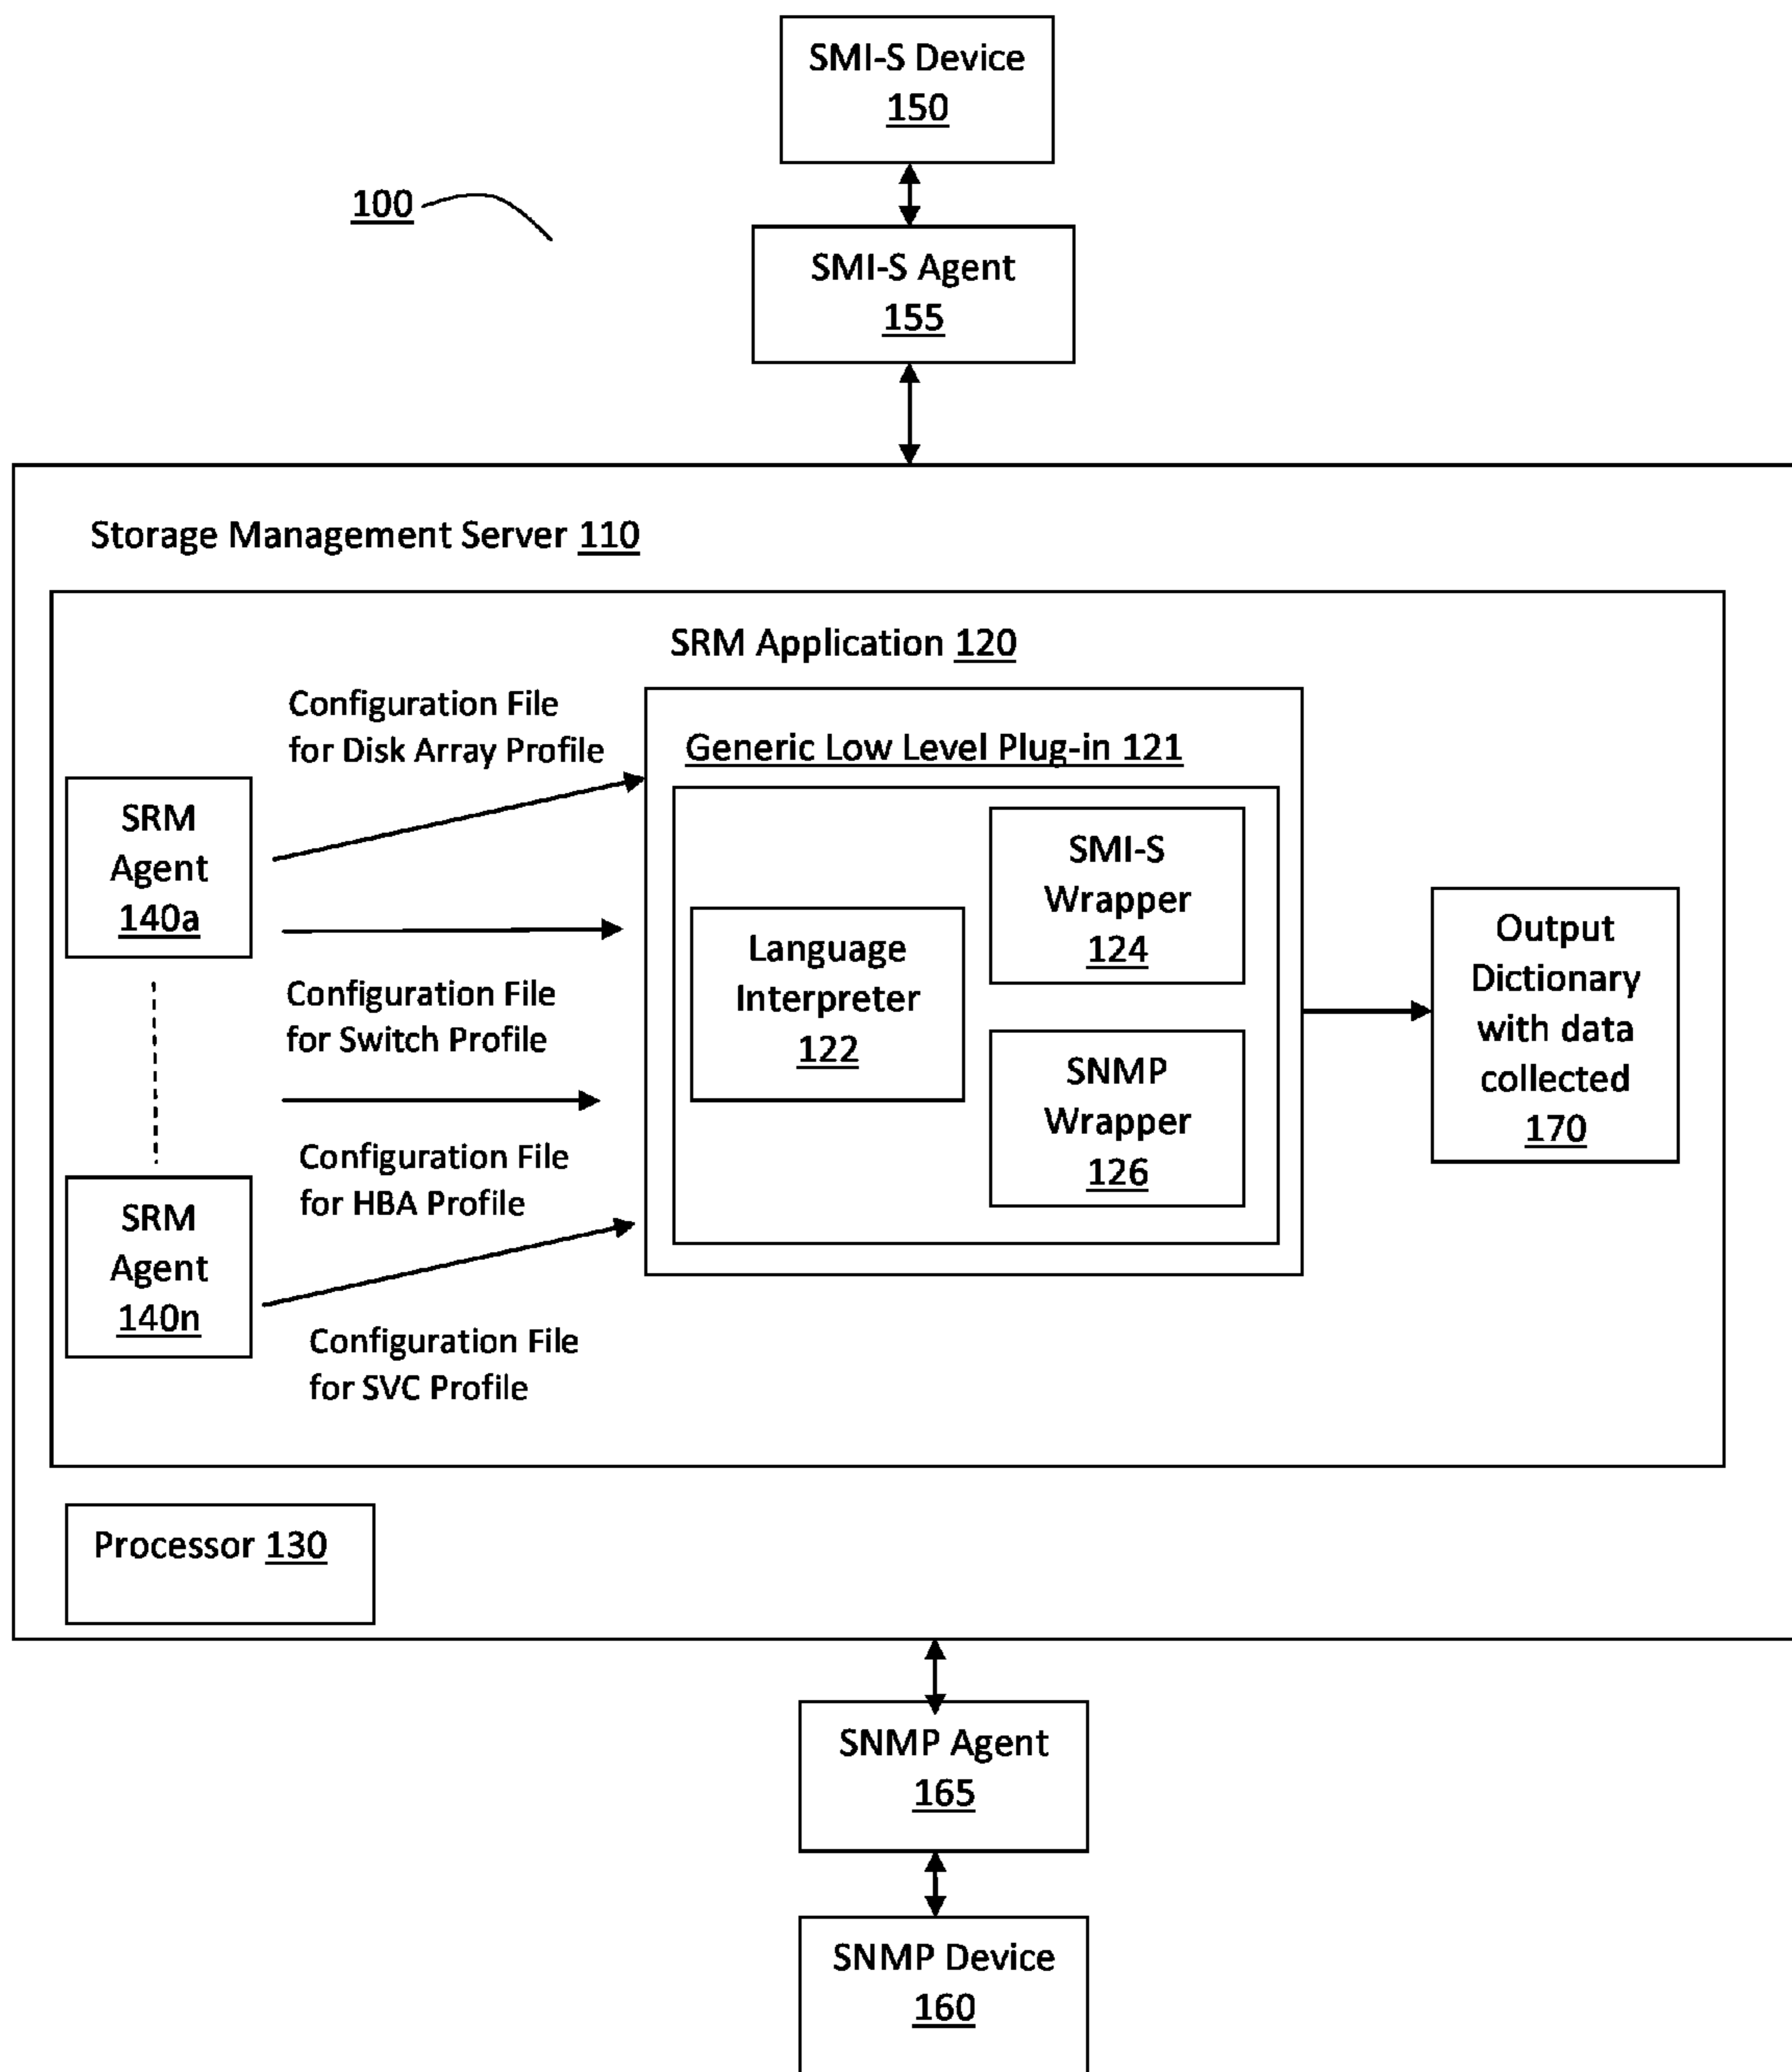 SMI-S Device
150
100
SMI-S Agent
155
Storage Management Server 110
SRM Application 120
Configuration File
for Disk Array Profile
Generic Low Level Plug-in 121
SRM
Agent
140a
SMI-S
Wrapper
124
Language
Interpreter
122
Output
Dictionary
with data
collected
170
Configuration File
for Switch Profile
SNMP
Wrapper
126
Configuration File
for HBA Profile
SRM
Agent
140n
Configuration File
for SVC Profile
Processor 130
SNMP Agent
165
SNMP Device
160